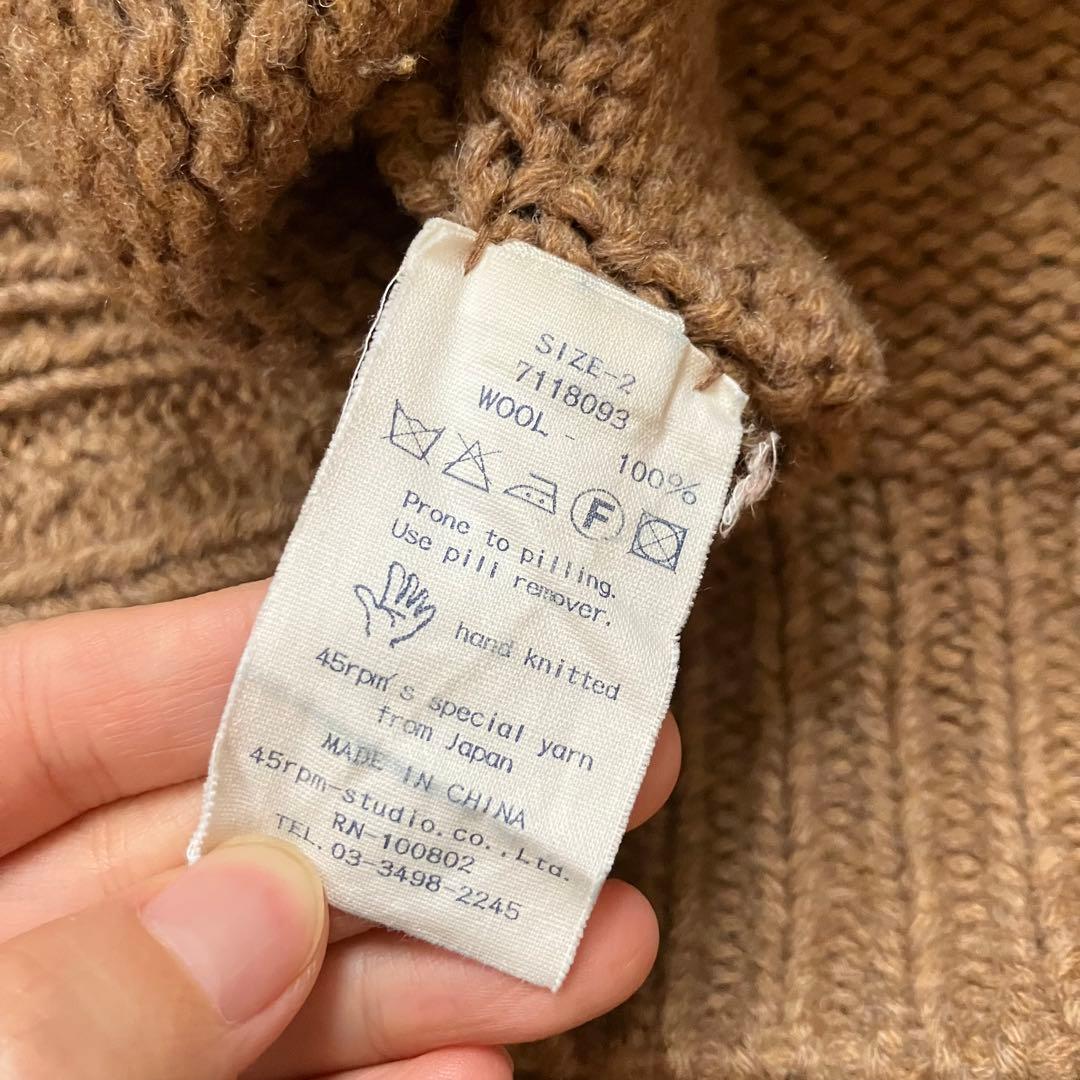 SIZE-2
7118093
WOOL - 100%
F
Prone to pilling.
Use pill remover.
hand knitted
45rpm's special yarn
from Japan
MADE IN CHINA
45rpm-studio.co.,Ltd.
RN-100802
TEL. 03-3498-2245